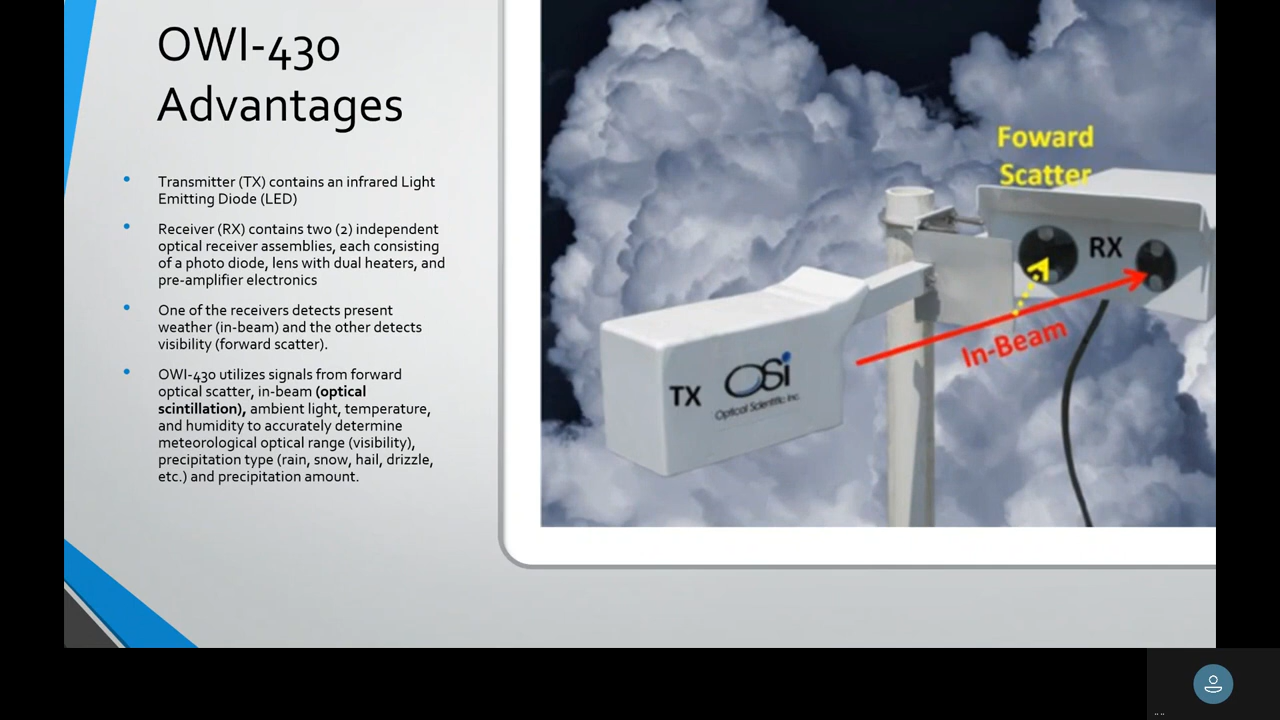 OWI-430
Advantages
Transmitter (TX) contains an infrared Light
Emitting Diode (LED)
Receiver (RX) contains two (2) independent
optical receiver assemblies, each consisting
of a photo diode, lens with dual heaters, and
pre-amplifier electronics
One of the receivers detects present
weather (in-beam) and the other detects
visibility (forward scatter).
OWI-430 utilizes signals from forward
optical scatter, in-beam (optical
scintillation), ambient light, temperature,
and humidity to accurately determine
meteorological optical range (visibility),
precipitation type (rain, snow, hail, drizzle,
etc.) and precipitation amount.
Foward
Scatter
RX
In-Beam
TX
OSi
Optical Scientific Inc.